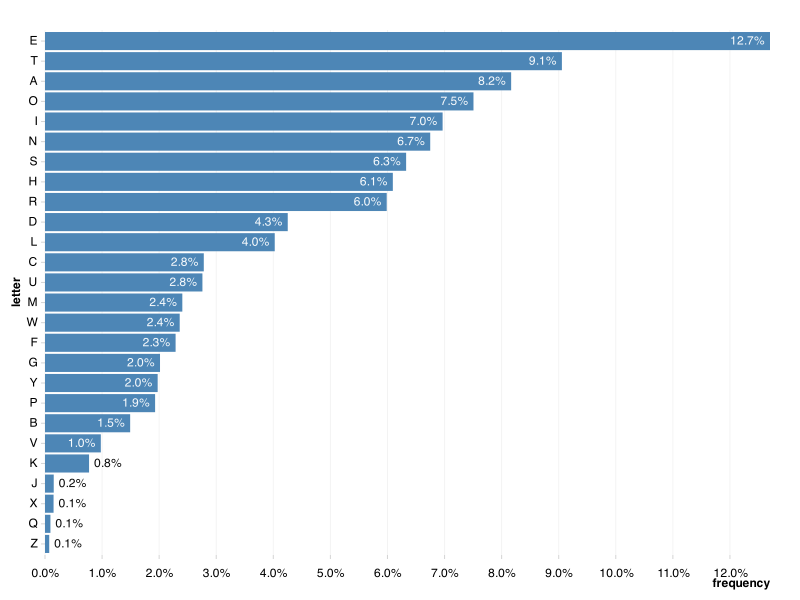 E 12.7%
T 9.1%
A 8.2%
O 7.5%
I 7.0%
N 6.7%
S 6.3%
H 6.1%
R 6.0%
D 4.3%
L 4.0%
C 2.8%
U 2.8%
letter
M 2.4%
W 2.4%
F 2.3%
G 2.0%
Y 2.0%
P 1.9%
B 1.5%
V 1.0%
K 0.8%
J 0.2%
X 0.1%
Q 0.1%
Z 0.1%
0.0% 1.0% 2.0% 3.0% 4.0% 5.0% 6.0% 7.0% 8.0% 9.0% 10.0% 11.0% 12.0%
frequency